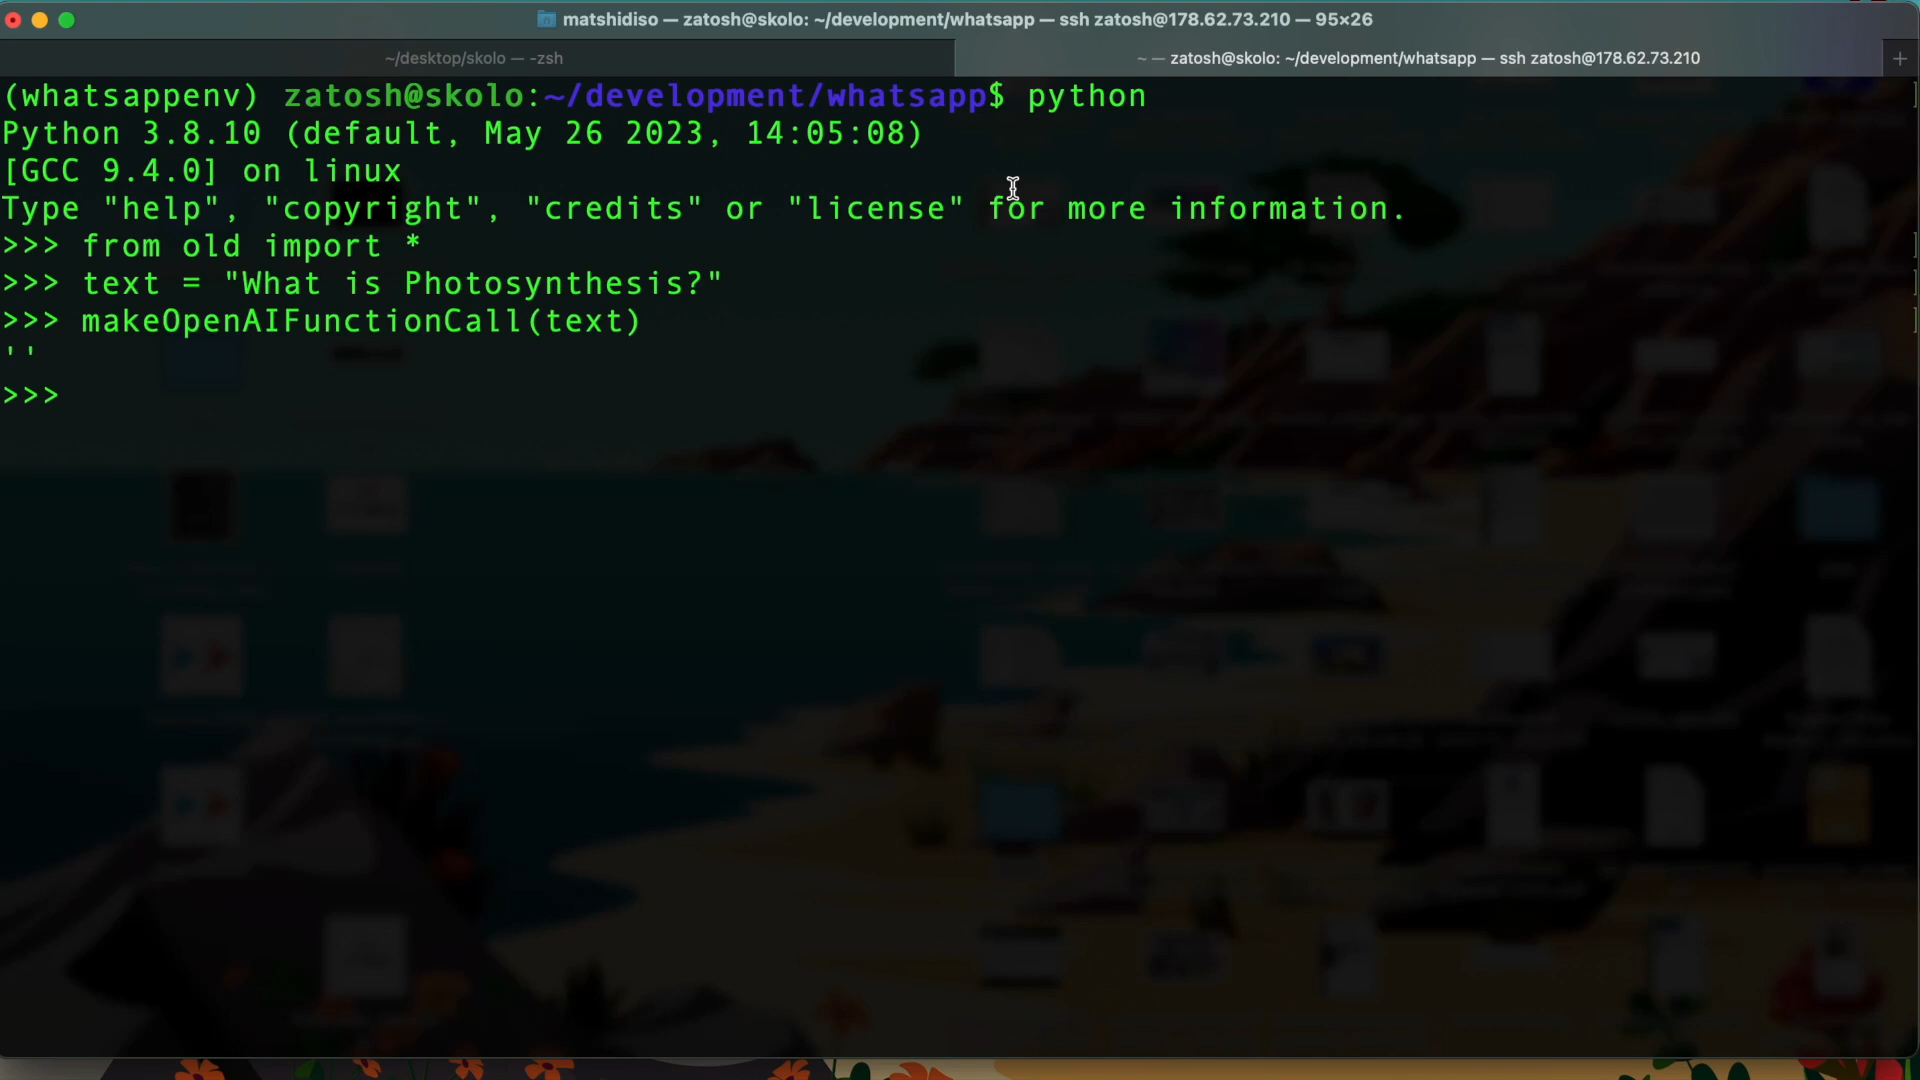 matshidiso — zatosh@skolo: ~/development/whatsapp — ssh zatosh@178.62.73.210 — 95×26
~/desktop/skolo — -zsh
~ — zatosh@skolo: ~/development/whatsapp — ssh zatosh@178.62.73.210
+
(whatsappenv) zatosh@skolo:~/development/whatsapp$ python
Python 3.8.10 (default, May 26 2023, 14:05:08)
[GCC 9.4.0] on linux
Type "help", "copyright", "credits" or "license" for more information.
>>> from old import *
>>> text = "What is Photosynthesis?"
>>> makeOpenAIFunctionCall(text)
''
>>>